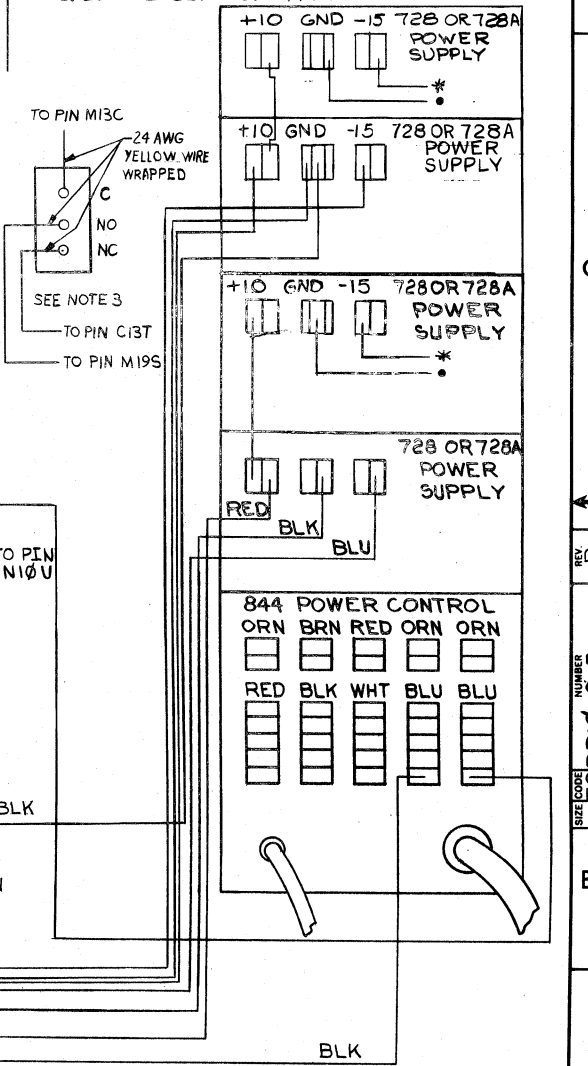 +10 GND -15 728 OR 728A
POWER
SUPPLY
*
TO PIN M13C
24 AWG
YELLOW WIRE
WRAPPED
C
NO
NC
SEE NOTE 3
TO PIN C13T
TO PIN M19S
+10 GND -15 728 OR 728A
POWER
SUPPLY
+10 GND -15 728 OR 728A
POWER
SUPPLY
*
728 OR 728A
POWER
SUPPLY
RED
BLK
BLU
TO PIN
N10U
844 POWER CONTROL
ORN BRN RED ORN ORN
RED BLK WHT BLU BLU
BLK
BLK
REV.
NUMBER
SIZE CODE